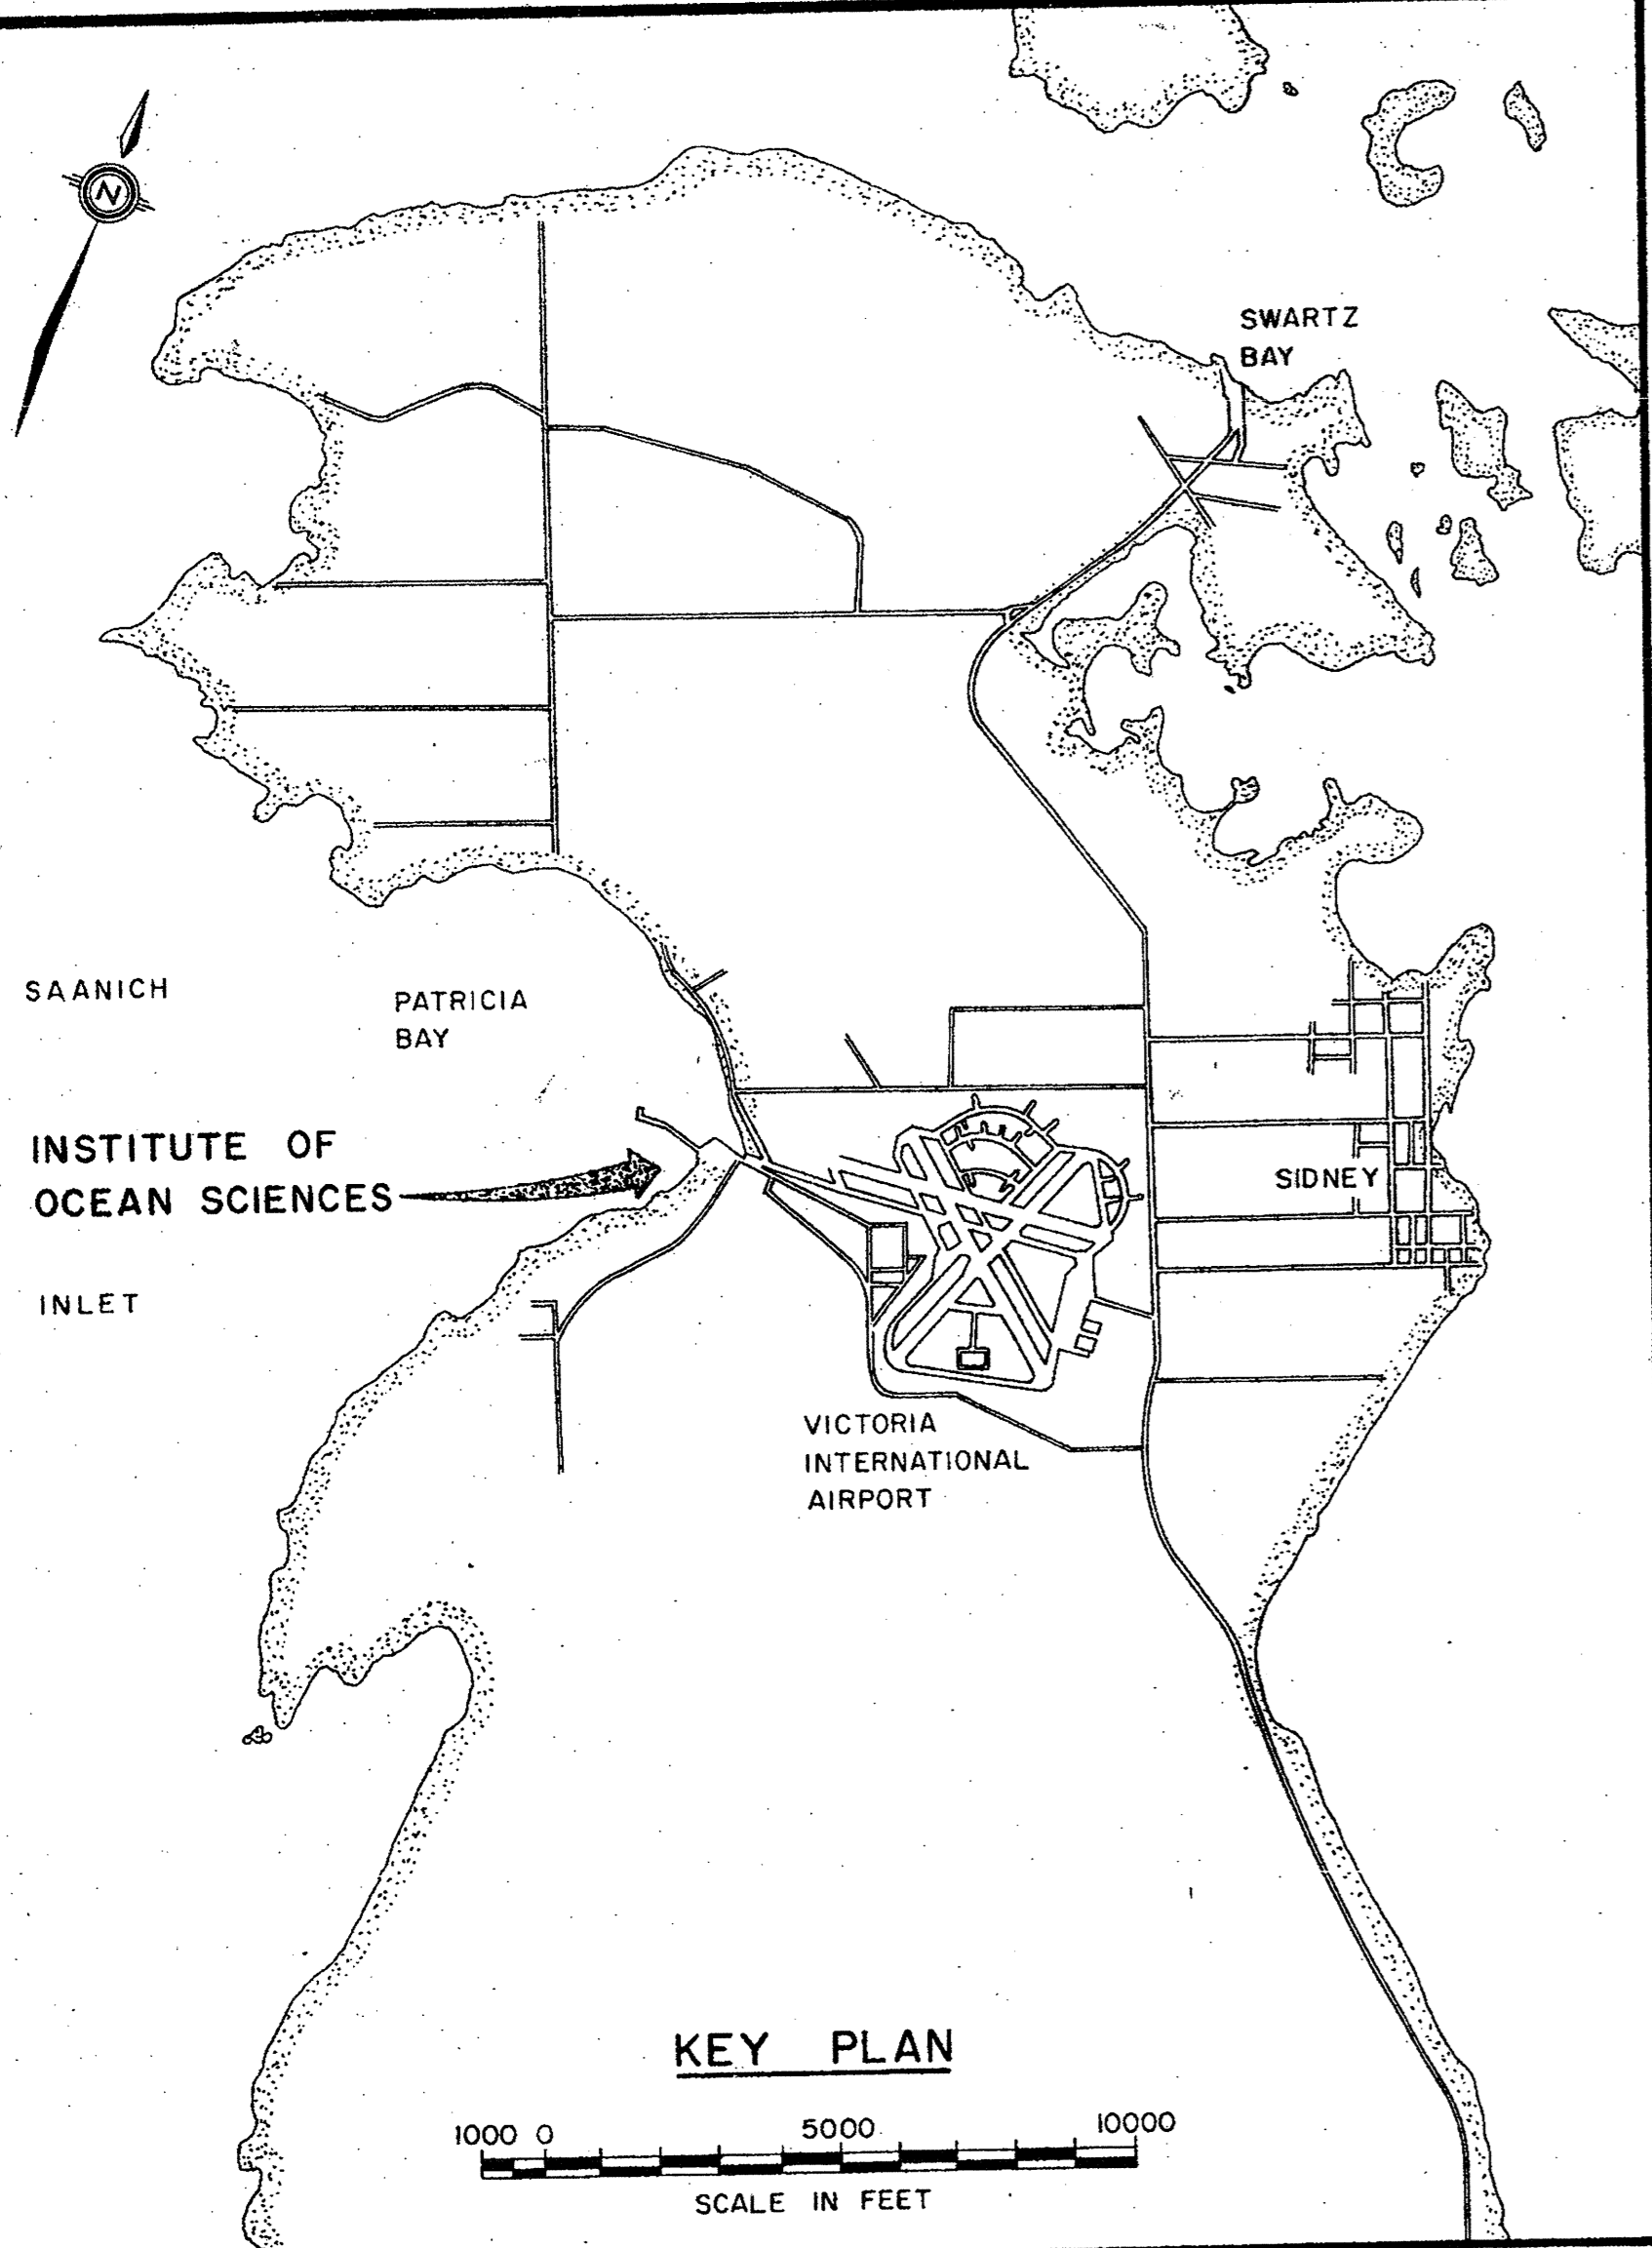 N
SWARTZ
BAY
SAANICH
PATRICIA
BAY
INSTITUTE OF
OCEAN SCIENCES
SIDNEY
INLET
VICTORIA
INTERNATIONAL
AIRPORT
KEY PLAN
1000 0 5000 10000
SCALE IN FEET